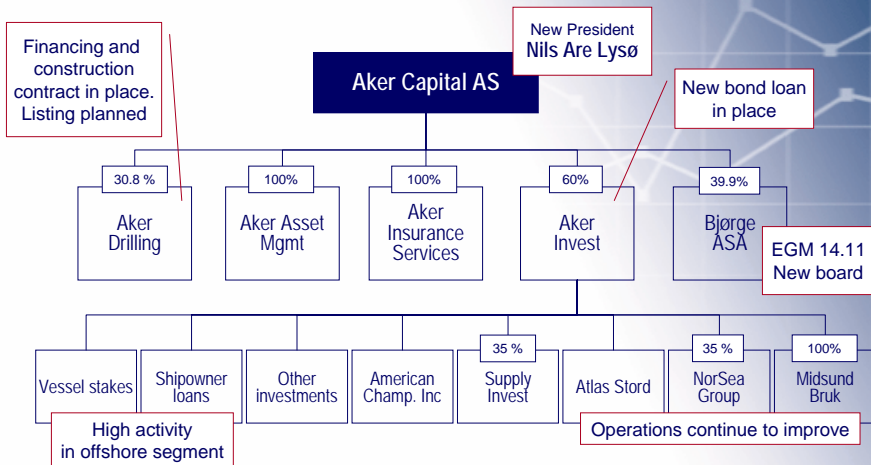 New President
Nils Are Lysø
Financing and
construction
contract in place.
Listing planned
Aker Capital AS
New bond loan
in place
30.8 %
100%
100%
60%
39.9%
Aker
Drilling
Aker Asset
Mgmt
Aker
Insurance
Services
Aker
Invest
Bjørge
ASA
EGM 14.11
New board
35 %
35 %
100%
Vessel stakes
Shipowner
loans
Other
investments
American
Champ. Inc
Supply
Invest
Atlas Stord
NorSea
Group
Midsund
Bruk
High activity
in offshore segment
Operations continue to improve